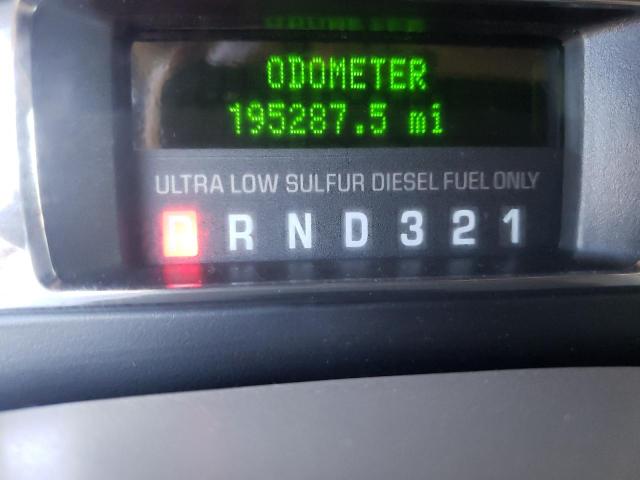 ODOMETER
195287.5 mi
ULTRA LOW SULFUR DIESEL FUEL ONLY
P R N D 3 2 1